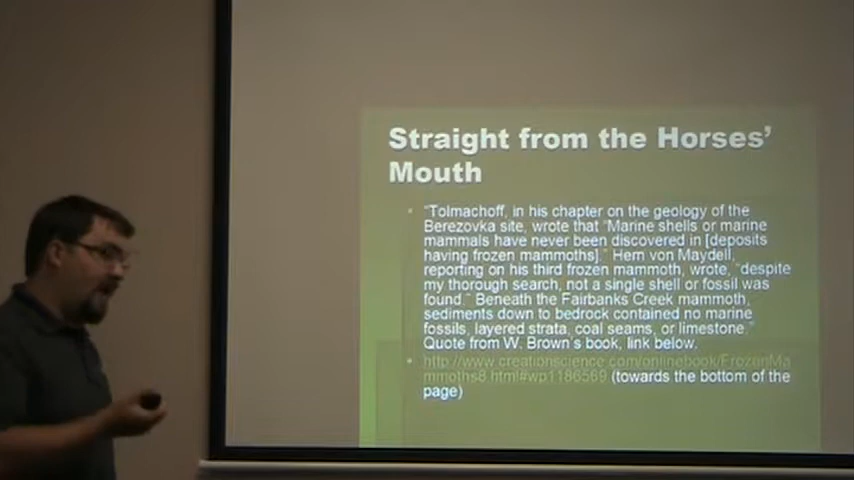 Straight from the Horses'
Mouth
"Tolmachoff, in his chapter on the geology of the
Berezovka site, wrote that "Marine shells or marine
mammals have never been discovered in [deposits
having frozen mammoths]." Hern von Maydell,
reporting on his third frozen mammoth, wrote, "despite
my thorough search, not a single shell or fossil was
found." Beneath the Fairbanks Creek mammoth,
sediments down to bedrock contained no marine
fossils, layered strata, coal seams, or limestone."
Quote from W. Brown's book, link below.
http://www.creationscience.com/onlinebook/FrozenMa
mmoths8.html#wp1186569 (towards the bottom of the
page)